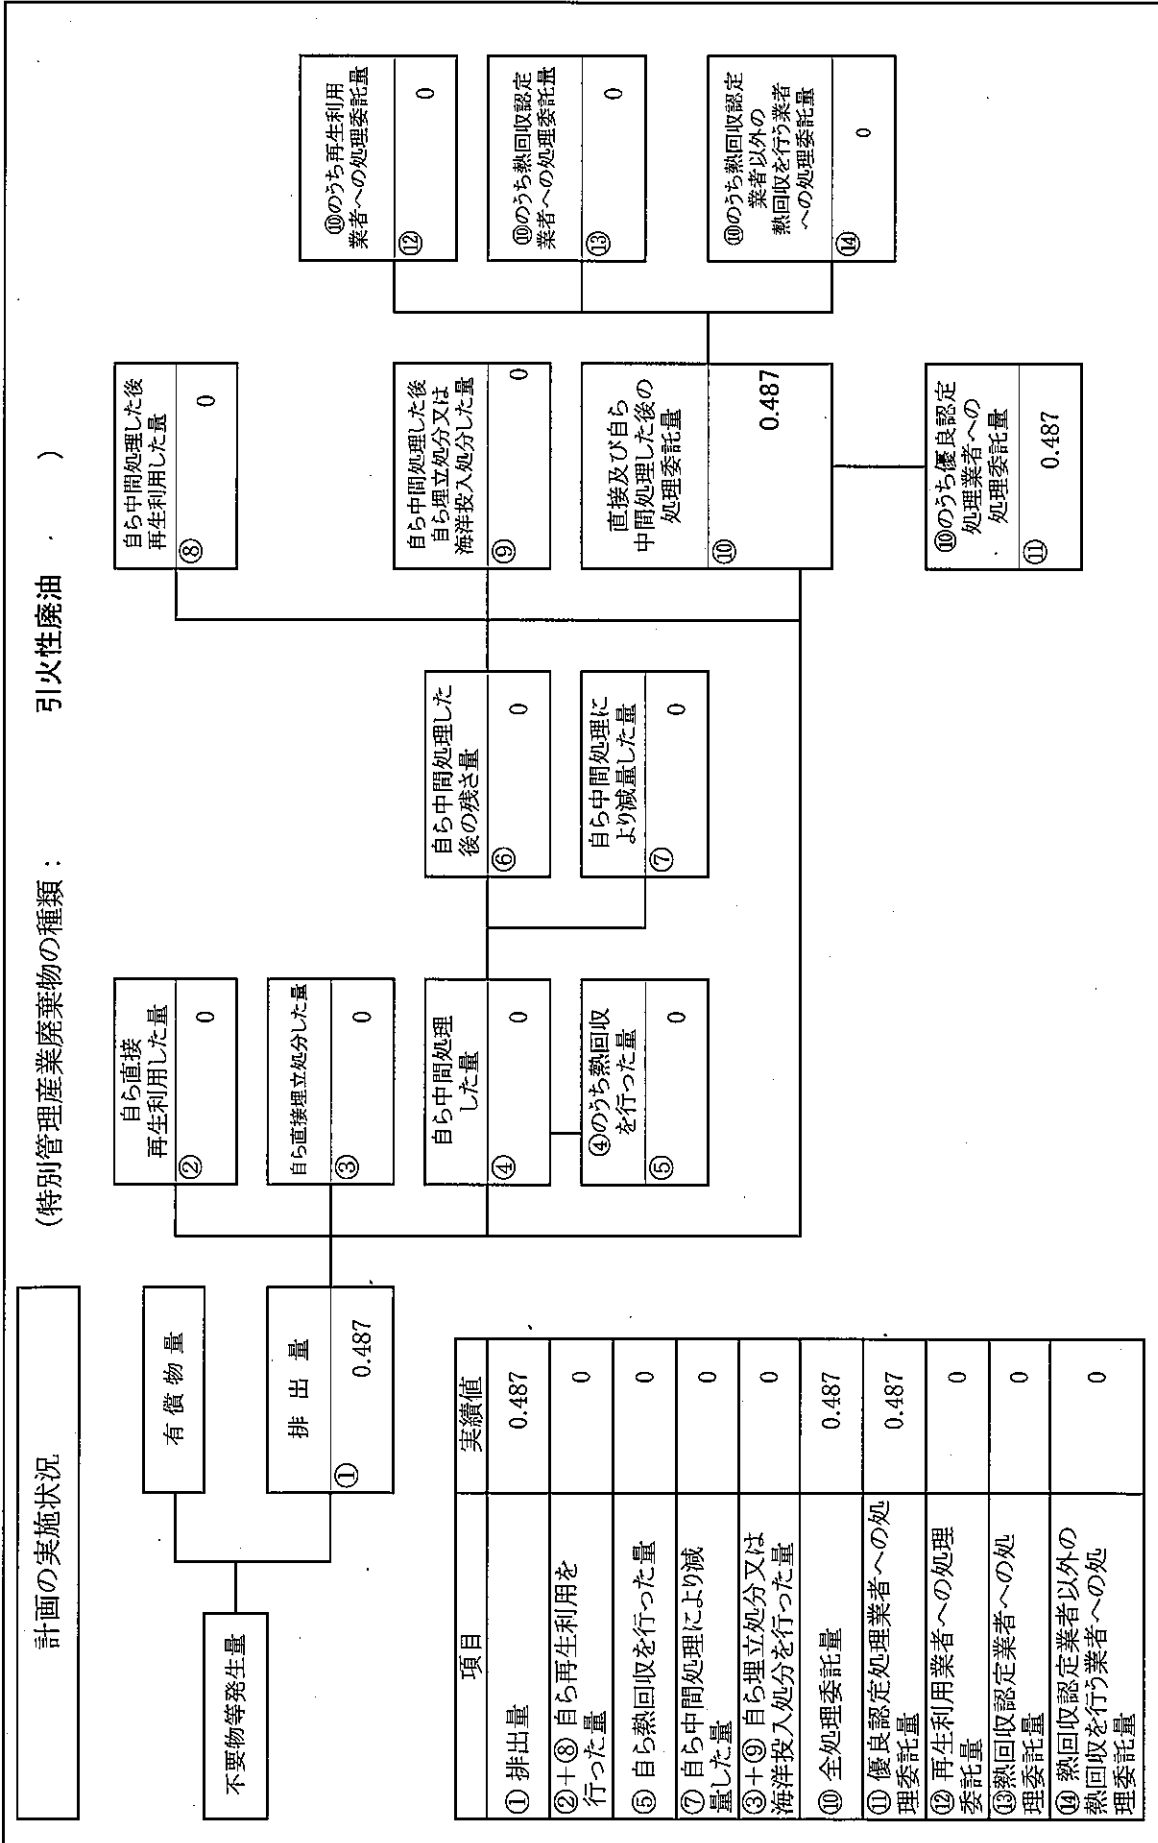 計画の実施状況
(特別管理産業廃棄物の種類： 引火性廃油 )
不要物等発生量
有償物量
排出量
① 0.487
自ら直接
再生利用した量
② 0
自ら直接埋立処分した量
③ 0
自ら中間処理
した量
④ 0
④のうち熱回収
を行った量
⑤ 0
自ら中間処理した
後の残さ量
⑥ 0
自ら中間処理に
より減量した量
⑦ 0
自ら中間処理した後
再生利用した量
⑧ 0
自ら中間処理した後
自ら埋立処分又は
海洋投入処分した量
⑨ 0
直接及び自ら
中間処理した後の
処理委託量
⑩ 0.487
⑩のうち優良認定
処理業者への
処理委託量
⑪ 0.487
⑩のうち再生利用
業者への処理委託量
⑫ 0
⑩のうち熱回収認定
業者への処理委託量
⑬ 0
⑩のうち熱回収認定
業者以外の
熱回収を行う業者
への処理委託量
⑭ 0
項目 実績値
① 排出量 0.487
②+⑧ 自ら再生利用を
行った量 0
⑤ 自ら熱回収を行った量 0
⑦ 自ら中間処理により減
量した量 0
③+⑨ 自ら埋立処分又は
海洋投入処分を行った量 0
⑩ 全処理委託量 0.487
⑪ 優良認定処理業者への処
理委託量 0.487
⑫ 再生利用業者への処理
委託量 0
⑬熱回収認定業者への処
理委託量 0
⑭ 熱回収認定業者以外の
熱回収を行う業者への処
理委託量 0